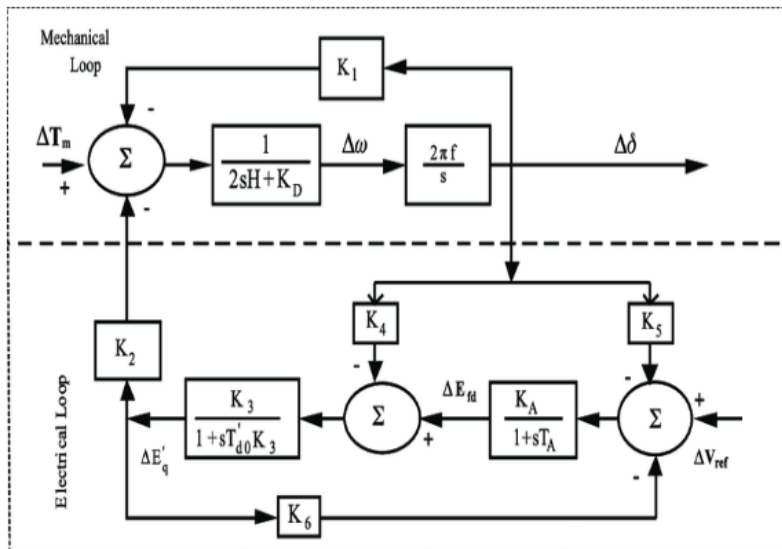 Mechanical
Loop
K1
-
ΔTm
+
Σ
-
1
2sH+KD
Δω
2πf
s
Δδ
K4
K5
K2
-
-
ΔEfd
+
K3
1+sT'd0K3
Σ
+
KA
1+sTA
Σ
ΔVref
-
ΔE'q
K6
Electrical Loop